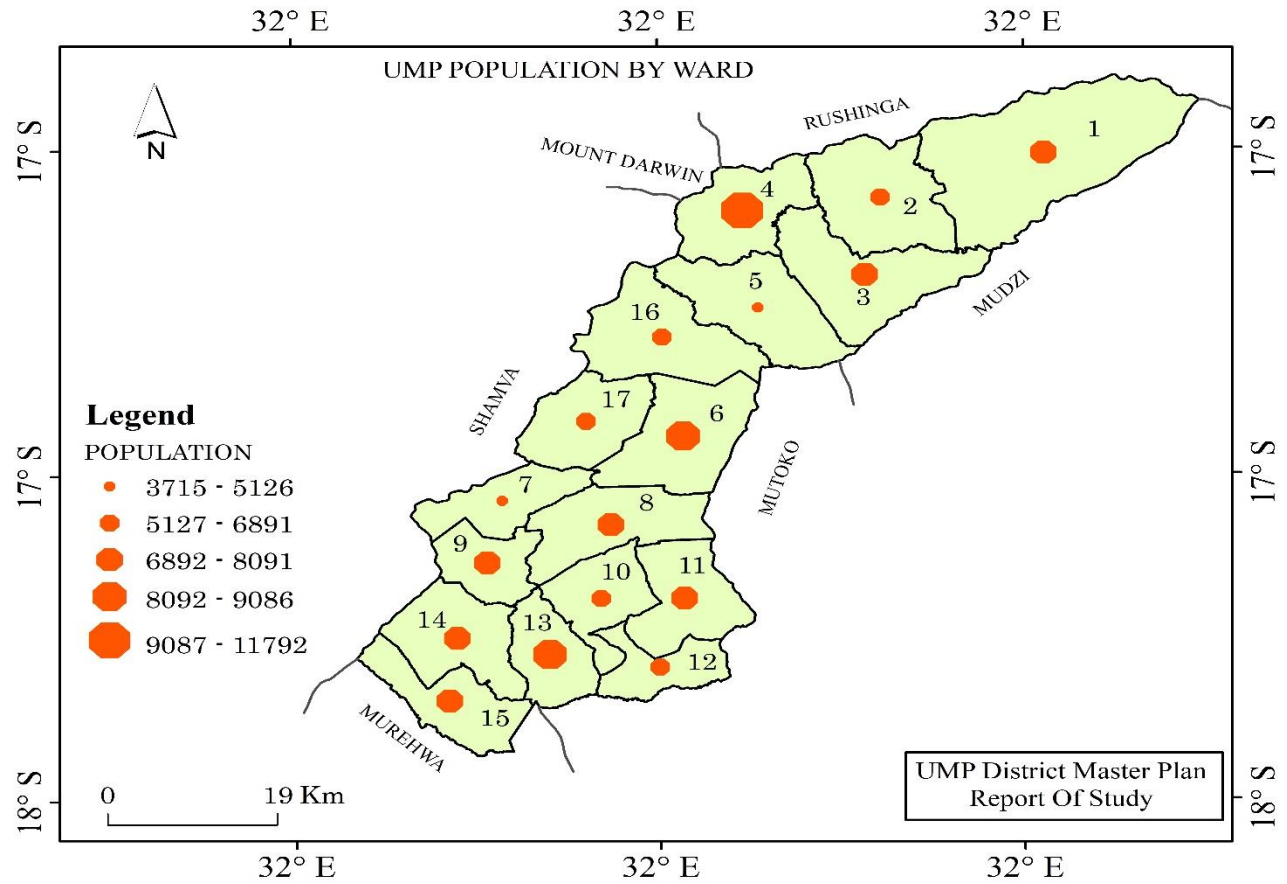 32° E
32° E
32° E
UMP POPULATION BY WARD
N
17° S
17° S
RUSHINGA
MOUNT DARWIN
1
2
3
4
5
MUDZI
16
SHAMVA
17
6
MUTOKO
Legend
POPULATION
3715 - 5126
5127 - 6891
6892 - 8091
8092 - 9086
9087 - 11792
17° S
17° S
7
8
9
10
11
12
13
14
15
MUREHWA
0
19 Km
UMP District Master Plan
Report Of Study
18° S
18° S
32° E
32° E
32° E